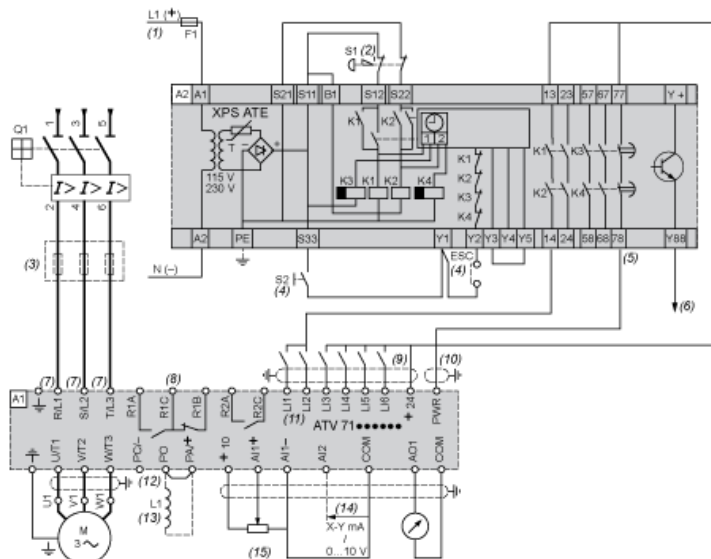 L1 (+)
(1)
F1
S1 (2)
A2 A1 S21 S11 B1 S12 S22 13 23 57 67 77 Y+
Q1
1 3 5
XPS ATE
K1 K2
1 2
T
115 V
230 V
K3 K1 K2 K4
K1
K2
K3
K4
K1 K3
K2 K4
I> I> I>
2 4 6
A2 PE S33 Y1 Y2 Y3 Y4 Y5 14 24 58 68 78 Y88
(3)
N (–)
ESC
(4)
S2
(4)
(5)
(6)
(7) (7) (7) (8) (9) (10)
A1
R/L1 S/L2 T/L3 R1A R1C R1B R2A R2C LI1 LI2 LI3 LI4 LI5 LI6 + 24 PWR
(11)
ATV 71
U/T1 V/T2 W/T3 PC/– PO PA/+ + 10 AI1+ AI1– AI2 COM AO1 COM
(12)
U1 V1 W1
L1
(13)
(14)
X-Y mA
/
0...10 V
(15)
M
3 ~